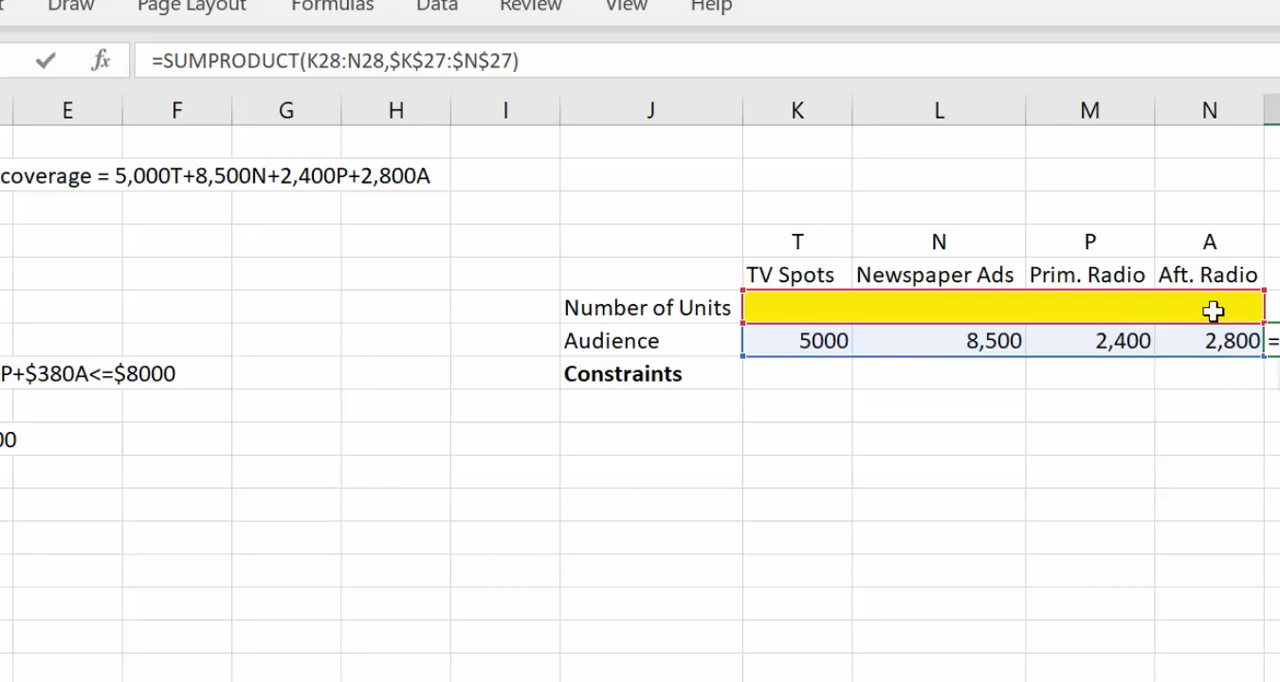 Draw Page Layout Formulas Data Review View Help
fx =SUMPRODUCT(K28:N28,$K$27:$N$27)
E F G H I J K L M N
coverage = 5,000T+8,500N+2,400P+2,800A
T N P A
TV Spots Newspaper Ads Prim. Radio Aft. Radio
Number of Units
Audience 5000 8,500 2,400 2,800 =
P+$380A<=$8000 Constraints
00